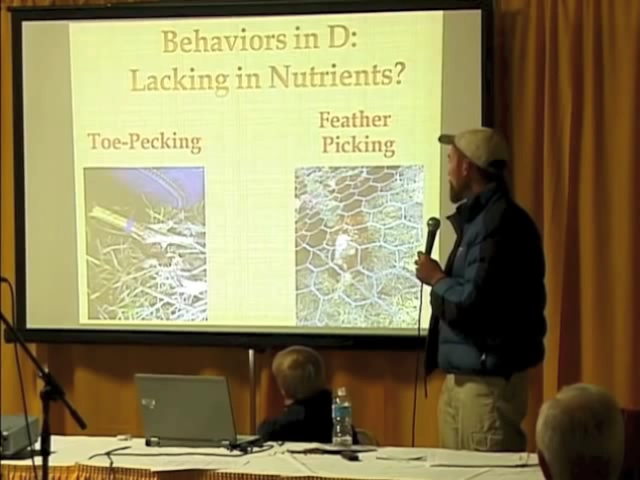 Behaviors in D:
Lacking in Nutrients?
Toe-Pecking
Feather
Picking